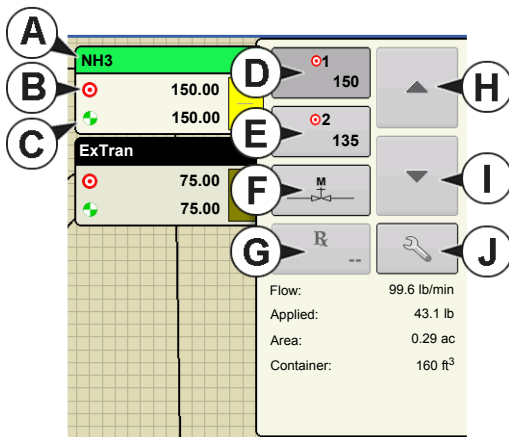 A
NH3
B
150.00
C
150.00
ExTran
75.00
75.00
D
1
150
E
2
135
F
M
G
Rx
--
H
I
J
Flow: 99.6 lb/min
Applied: 43.1 lb
Area: 0.29 ac
Container: 160 ft³